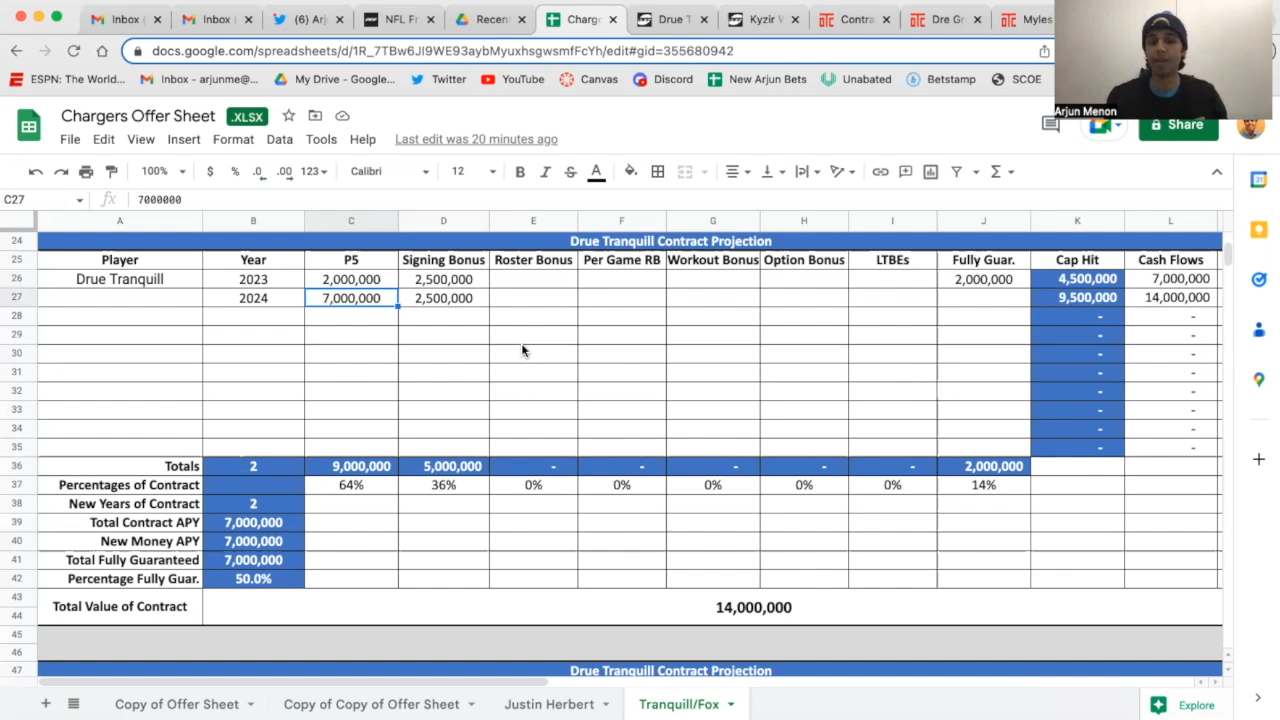 Inbox (
Inbox (
(6) Arj
NFL Fr
Recen
Charg
Drue T
Kyzir V
Contra
Dre Gr
Myles
docs.google.com/spreadsheets/d/1R_7TBw6Jl9WE93aybMyuxhsgwsmfFcYh/edit#gid=355680942
ESPN: The World...
Inbox - arjunme@...
My Drive - Google...
Twitter
YouTube
Canvas
Discord
New Arjun Bets
Unabated
Betstamp
SCOE
Arjun Menon
Chargers Offer Sheet .XLSX
Share
File Edit View Insert Format Data Tools Help Last edit was 20 minutes ago
100% $ % .0 .00 123 Calibri 12 B I S A
C27 fx 7000000
A B C D E F G H I J K L
24 Drue Tranquill Contract Projection
25 Player Year P5 Signing Bonus Roster Bonus Per Game RB Workout Bonus Option Bonus LTBEs Fully Guar. Cap Hit Cash Flows
26 Drue Tranquill 2023 2,000,000 2,500,000 2,000,000 4,500,000 7,000,000
27 2024 7,000,000 2,500,000 9,500,000 14,000,000
28 - -
29 - -
30 - -
31 - -
32 - -
33 - -
34 - -
35 - -
36 Totals 2 9,000,000 5,000,000 - - - - - 2,000,000
37 Percentages of Contract 64% 36% 0% 0% 0% 0% 0% 14%
38 New Years of Contract 2
39 Total Contract APY 7,000,000
40 New Money APY 7,000,000
41 Total Fully Guaranteed 7,000,000
42 Percentage Fully Guar. 50.0%
43
Total Value of Contract 14,000,000
44
45
46
47 Drue Tranquill Contract Projection
Copy of Offer Sheet
Copy of Copy of Offer Sheet
Justin Herbert
Tranquill/Fox
Explore